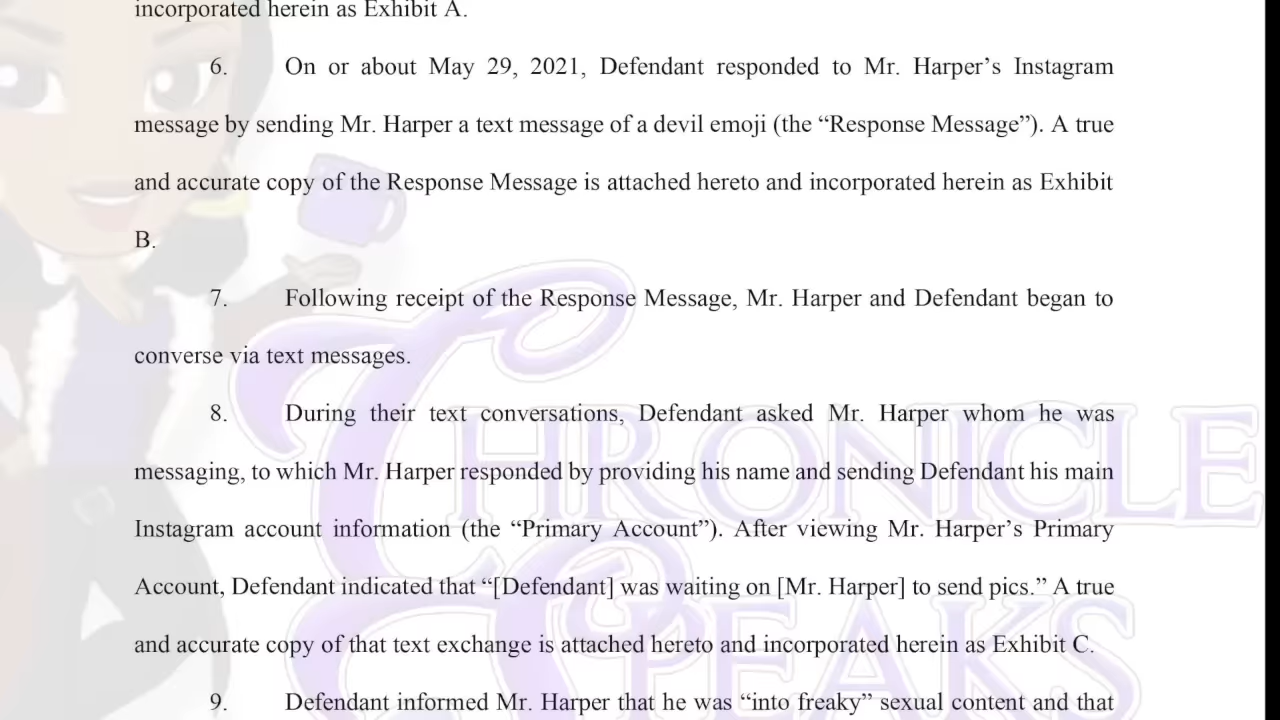 incorporated herein as Exhibit A.
6. On or about May 29, 2021, Defendant responded to Mr. Harper’s Instagram
message by sending Mr. Harper a text message of a devil emoji (the “Response Message”). A true
and accurate copy of the Response Message is attached hereto and incorporated herein as Exhibit
B.
7. Following receipt of the Response Message, Mr. Harper and Defendant began to
converse via text messages.
8. During their text conversations, Defendant asked Mr. Harper whom he was
messaging, to which Mr. Harper responded by providing his name and sending Defendant his main
Instagram account information (the “Primary Account”). After viewing Mr. Harper’s Primary
Account, Defendant indicated that “[Defendant] was waiting on [Mr. Harper] to send pics.” A true
and accurate copy of that text exchange is attached hereto and incorporated herein as Exhibit C.
9. Defendant informed Mr. Harper that he was “into freaky” sexual content and that
THRONICLE
SPEAKS